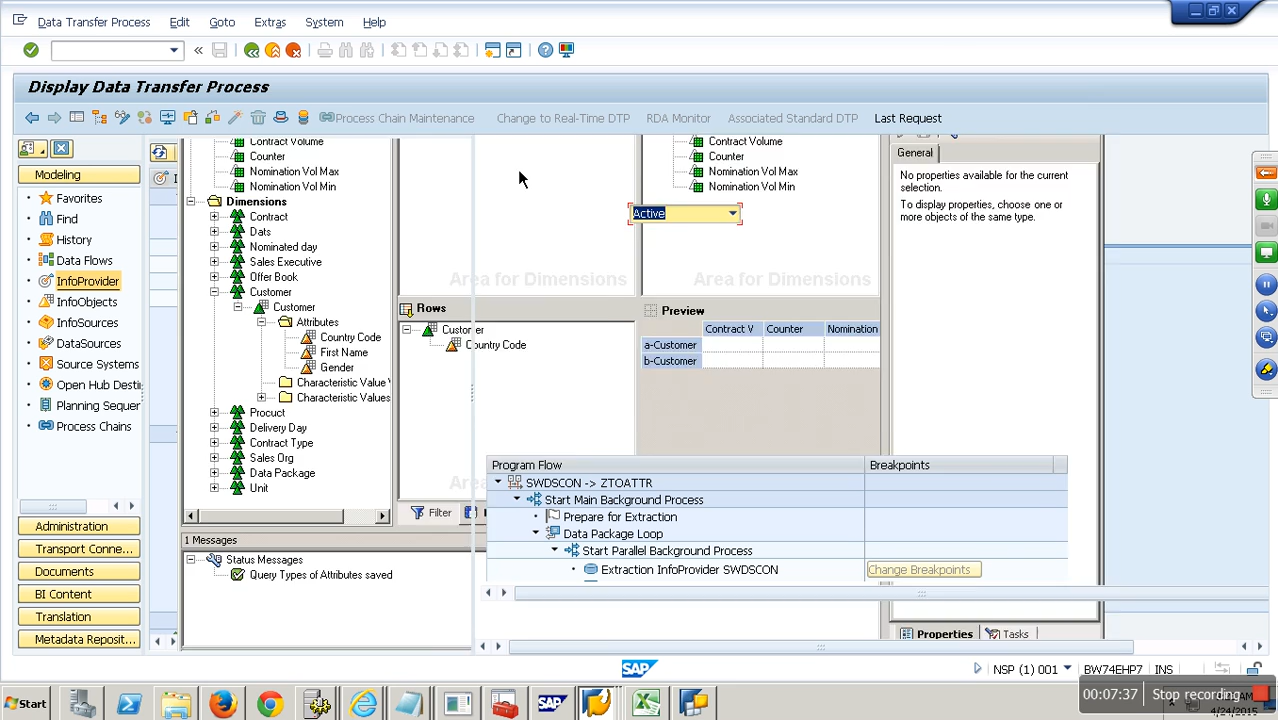 Data Transfer Process Edit Goto Extras System Help
Display Data Transfer Process
Process Chain Maintenance Change to Real-Time DTP RDA Monitor Associated Standard DTP Last Request
Modeling
Favorites
Find
History
Data Flows
InfoProvider
InfoObjects
InfoSources
DataSources
Source Systems
Open Hub Desti
Planning Sequer
Process Chains
Administration
Transport Conne...
Documents
BI Content
Translation
Metadata Reposit...
Contract Volume
Counter
Nomination Vol Max
Nomination Vol Min
Dimensions
Contract
Dats
Nominated day
Sales Executive
Offer Book
Customer
Customer
Attributes
Country Code
First Name
Gender
Characteristic Value
Characteristic Values
Product
Delivery Day
Contract Type
Sales Org
Data Package
Unit
1 Messages
Status Messages
Query Types of Attributes saved
Area for Dimensions
Rows
Customer
Country Code
Filter
Contract Volume
Counter
Nomination Vol Max
Nomination Vol Min
Active
Area for Dimensions
Preview
Contract V Counter Nomination
a-Customer
b-Customer
General
No properties available for the current
selection.
To display properties, choose one or
more objects of the same type.
Program Flow Breakpoints
SWDSCON -> ZTOATTR
Start Main Background Process
Prepare for Extraction
Data Package Loop
Start Parallel Background Process
Extraction InfoProvider SWDSCON Change Breakpoints
Properties Tasks
SAP
NSP (1) 001 BW74EHP7 INS
Start
SAP
00:07:37 Stop recording
4/24/2015